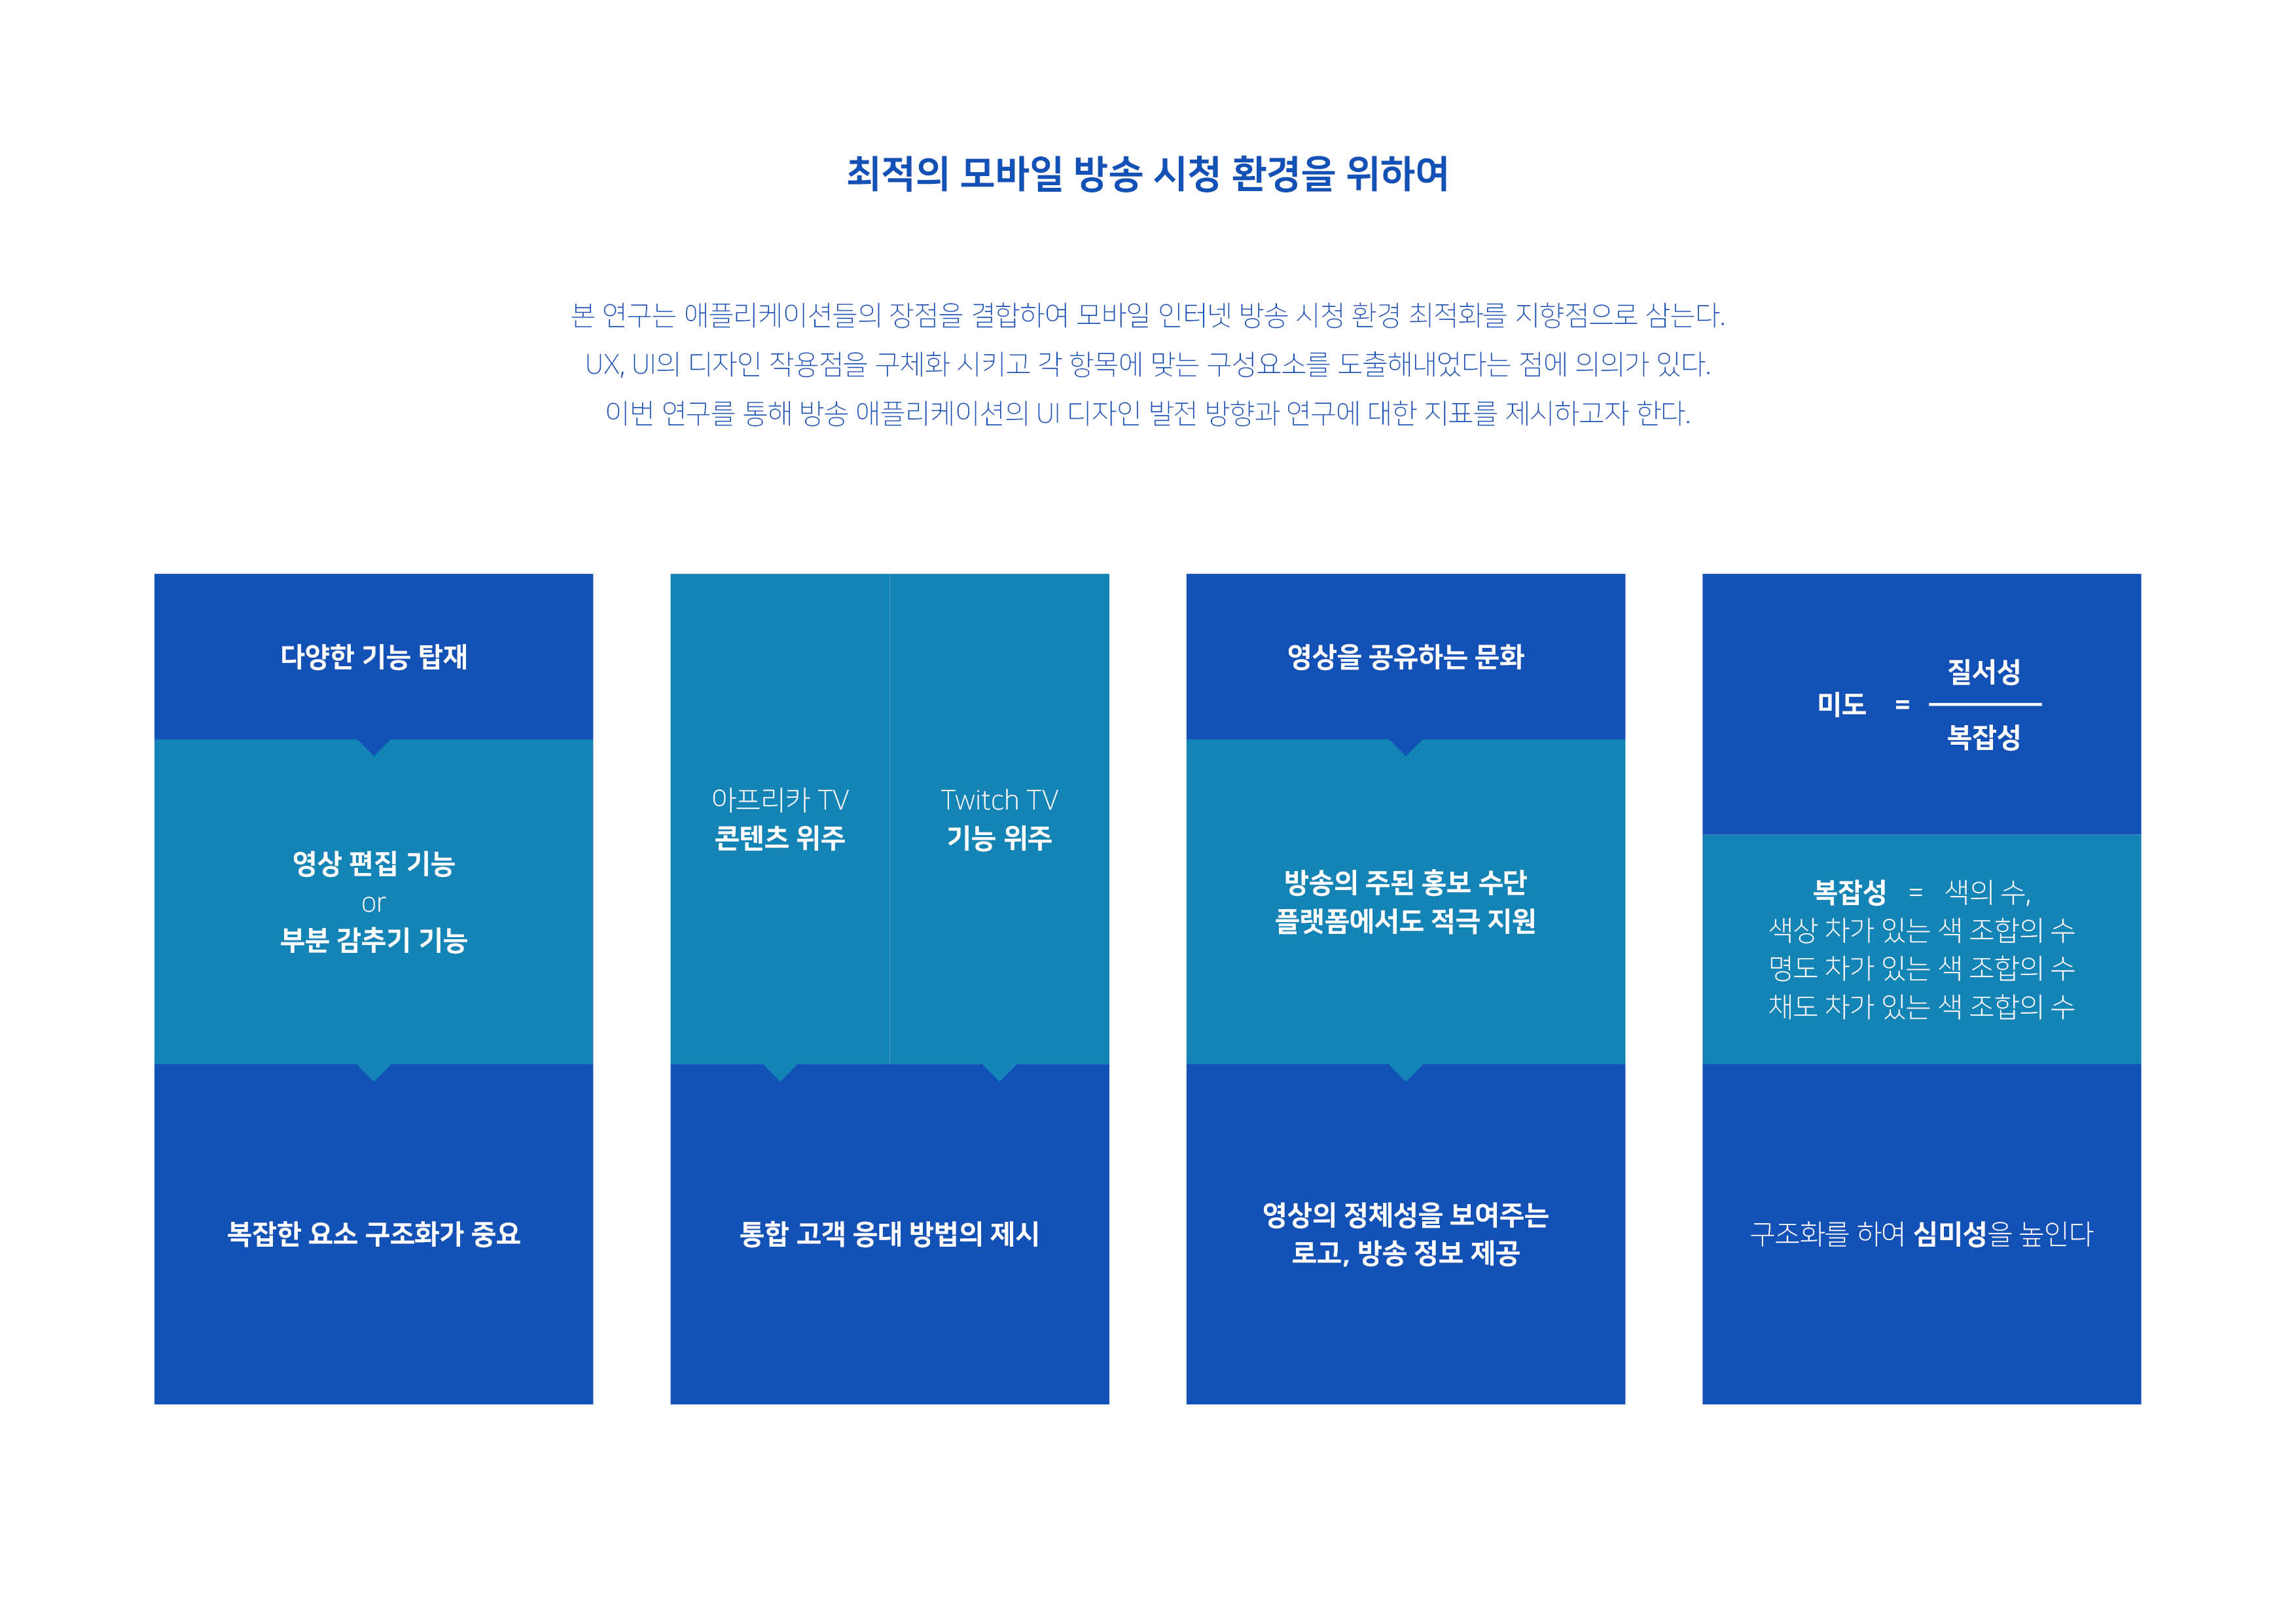 최적의 모바일 방송 시청 환경을 위하여
본 연구는 애플리케이션들의 장점을 결합하여 모바일 인터넷 방송 시청 환경 최적화를 지향점으로 삼는다.
UX, UI의 디자인 작용점을 구체화 시키고 각 항목에 맞는 구성요소를 도출해내었다는 점에 의의가 있다.
이번 연구를 통해 방송 애플리케이션의 UI 디자인 발전 방향과 연구에 대한 지표를 제시하고자 한다.
다양한 기능 탑재
영상 편집 기능
or
부분 감추기 기능
복잡한 요소 구조화가 중요
아프리카 TV
콘텐츠 위주
Twitch TV
기능 위주
통합 고객 응대 방법의 제시
영상을 공유하는 문화
방송의 주된 홍보 수단
플랫폼에서도 적극 지원
영상의 정체성을 보여주는
로고, 방송 정보 제공
질서성
미도 =
복잡성
복잡성 = 색의 수,
색상 차가 있는 색 조합의 수
명도 차가 있는 색 조합의 수
채도 차가 있는 색 조합의 수
구조화를 하여 심미성을 높인다